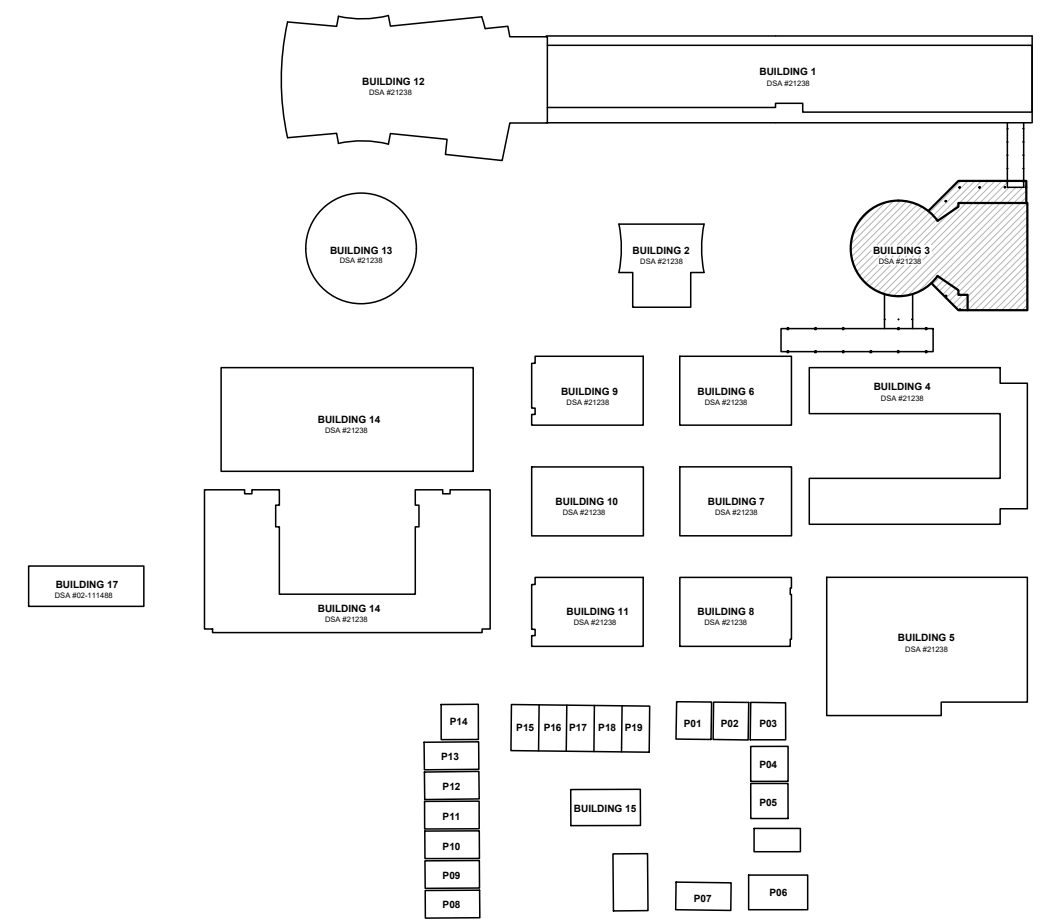 BUILDING 12
DSA #21238
BUILDING 1
DSA #21238
BUILDING 13
DSA #21238
BUILDING 2
DSA #21238
BUILDING 3
DSA #21238
BUILDING 9
DSA #21238
BUILDING 6
DSA #21238
BUILDING 4
DSA #21238
BUILDING 14
DSA #21238
BUILDING 10
DSA #21238
BUILDING 7
DSA #21238
BUILDING 17
DSA #02-111488
BUILDING 14
DSA #21238
BUILDING 11
DSA #21238
BUILDING 8
DSA #21238
BUILDING 5
DSA #21238
P14
P15
P16
P17
P18
P19
P01
P02
P03
P13
P04
P12
P05
P11
BUILDING 15
P10
P09
P08
P07
P06